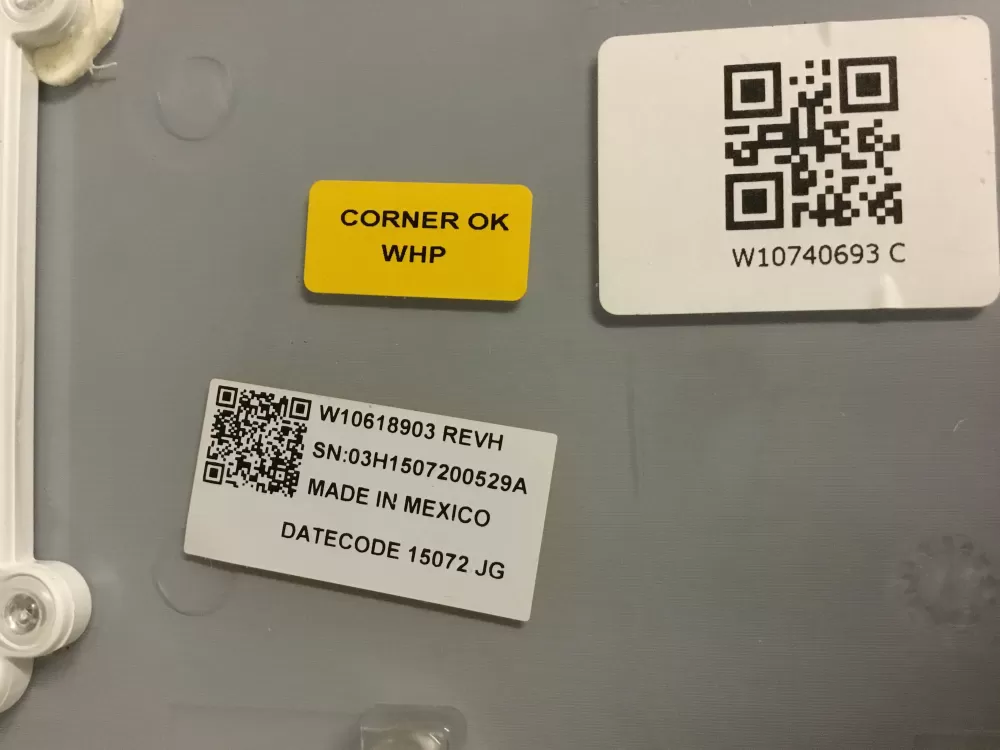 W10740693 C
CORNER OK
WHP
W10618903 REVH
SN:03H1507200529A
MADE IN MEXICO
DATECODE 15072 JG